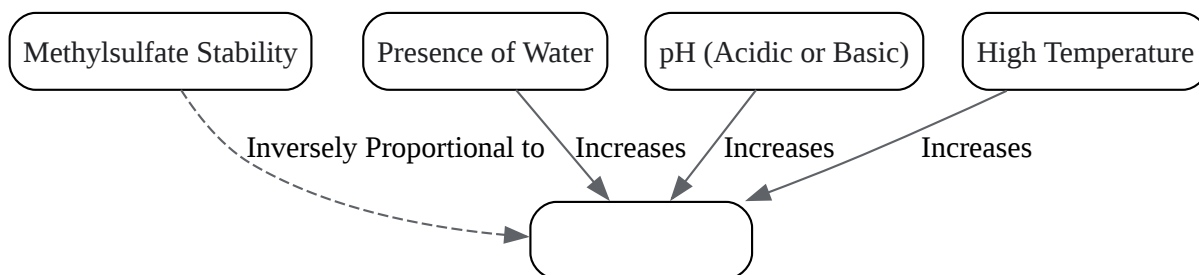 Methylsulfate Stability
Presence of Water
pH (Acidic or Basic)
High Temperature
Inversely Proportional to
Increases
Increases
Increases